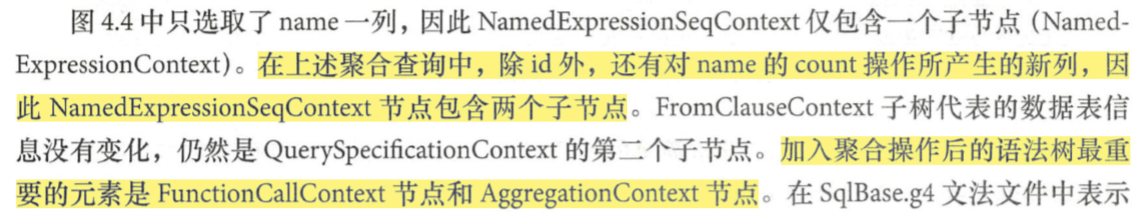 图 4.4 中只选取了 name 一列，因此 NamedExpressionSeqContext 仅包含一个子节点（Named-
ExpressionContext）。在上述聚合查询中，除 id 外，还有对 name 的 count 操作所产生的新列，因
此 NamedExpressionSeqContext 节点包含两个子节点。FromClauseContext 子树代表的数据表信
息没有变化，仍然是 QuerySpecificationContext 的第二个子节点。加入聚合操作后的语法树最重
要的元素是 FunctionCallContext 节点和 AggregationContext 节点。在 SqlBase.g4 文法文件中表示